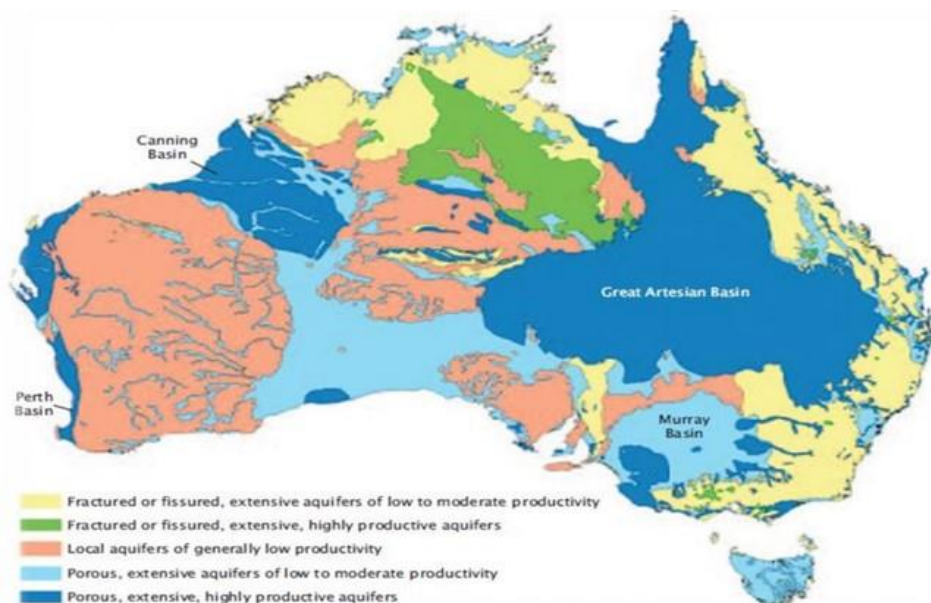 Canning
Basin
Great Artesian Basin
Perth
Basin
Murray
Basin
Fractured or fissured, extensive aquifers of low to moderate productivity
Fractured or fissured, extensive, highly productive aquifers
Local aquifers of generally low productivity
Porous, extensive aquifers of low to moderate productivity
Porous, extensive, highly productive aquifers